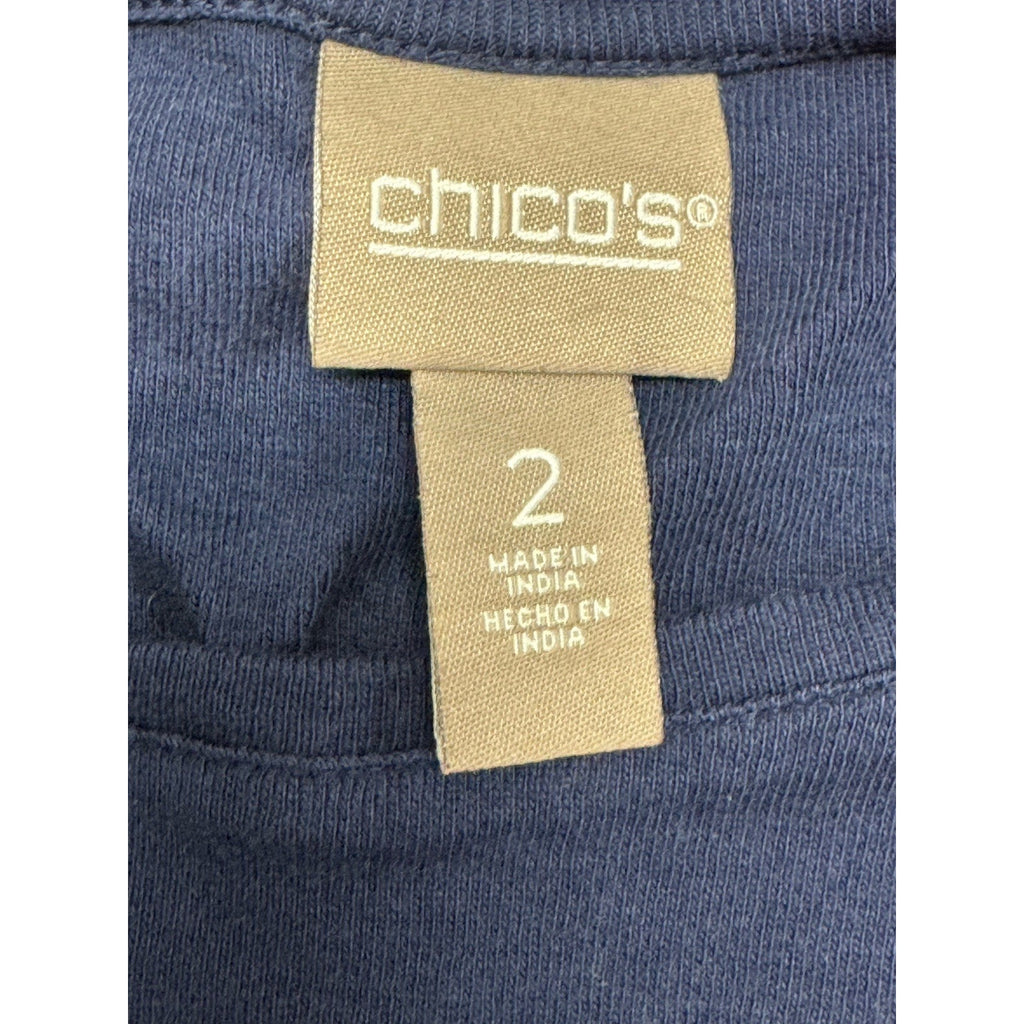 chico's®
2
MADE IN
INDIA
HECHO EN
INDIA